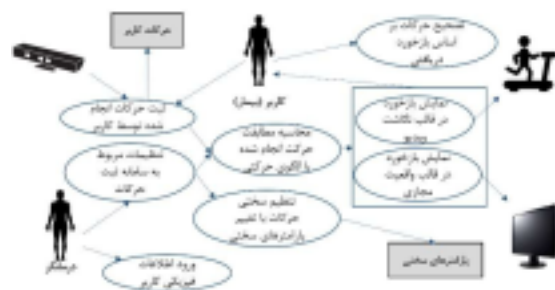 حرکات کاربر
تصحیح حرکات بر
اساس بازخورد
دریافتی
کاربر (بیمار)
ثبت حرکات انجام
شده توسط کاربر
محاسبه مطابقت
حرکت انجام شده
با الگوی حرکتی
نمایش بازخورد
در قالب نگاشت
نمایش بازخورد
در قالب واقعیت
مجازی
تنظیمات مربوط
به سامانه ثبت
حرکات
تنظیم سختی
حرکات با تغییر
پارامترهای سختی
پارامترهای سختی
درمانگر
ورود اطلاعات
فیزیکی کاربر